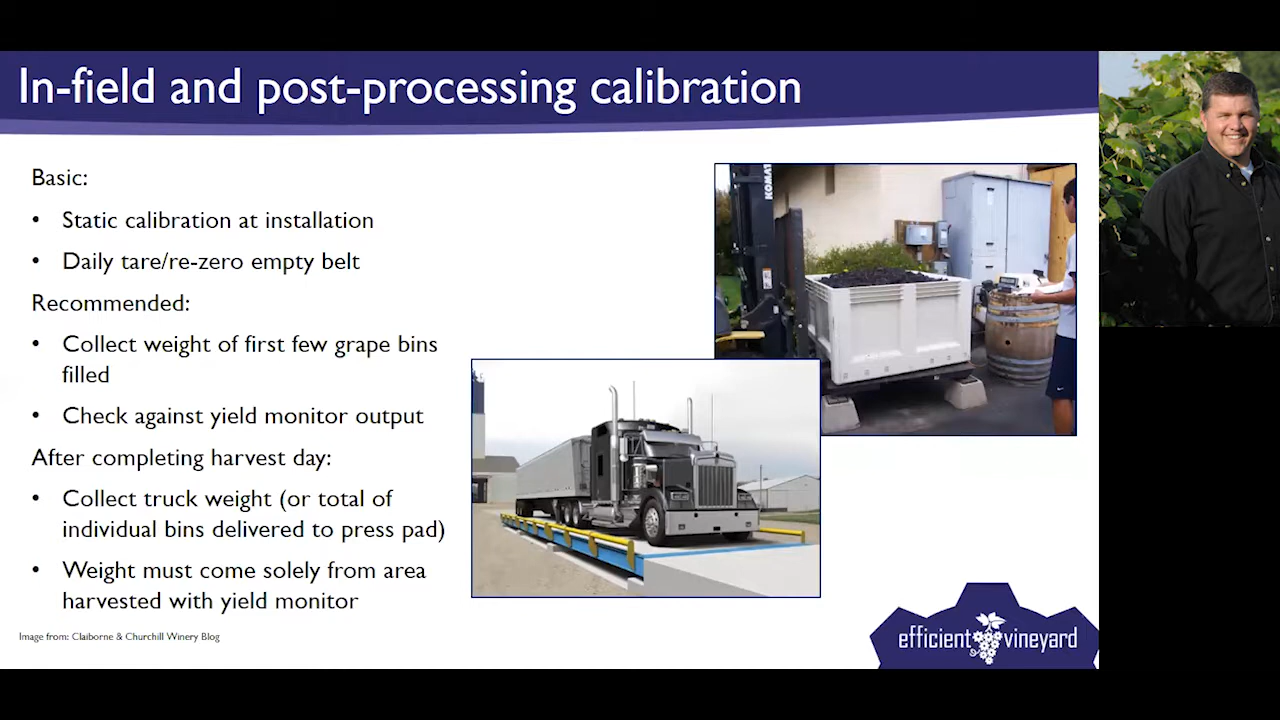 In-field and post-processing calibration
Basic:
• Static calibration at installation
• Daily tare/re-zero empty belt
Recommended:
• Collect weight of first few grape bins
filled
• Check against yield monitor output
After completing harvest day:
• Collect truck weight (or total of
individual bins delivered to press pad)
• Weight must come solely from area
harvested with yield monitor
Image from: Claiborne & Churchill Winery Blog
KOMAT
efficient vineyard